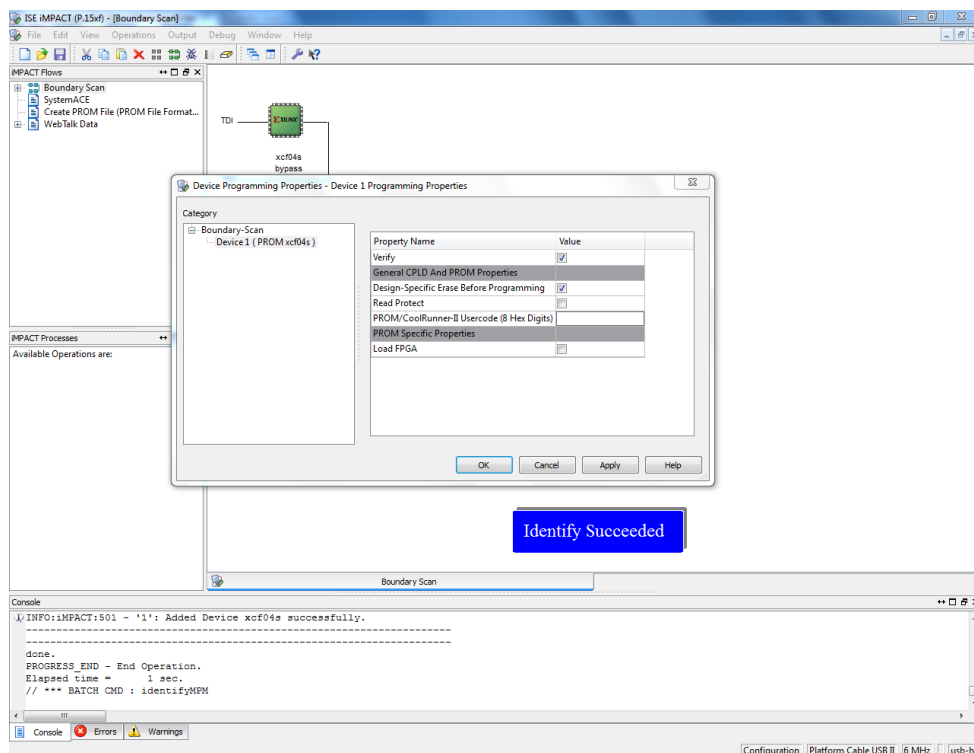 ISE iMPACT (P.15xf) - [Boundary Scan]
File Edit View Operations Output Debug Window Help
iMPACT Flows
Boundary Scan
SystemACE
Create PROM File (PROM File Format...
WebTalk Data
TDI
XILINX
xcf04s
bypass
Device Programming Properties - Device 1 Programming Properties
Category
Boundary-Scan
Device 1 ( PROM xcf04s )
Property Name Value
Verify
General CPLD And PROM Properties
Design-Specific Erase Before Programming
Read Protect
PROM/CoolRunner-II Usercode (8 Hex Digits)
PROM Specific Properties
Load FPGA
OK Cancel Apply Help
iMPACT Processes
Available Operations are:
Identify Succeeded
Boundary Scan
Console
INFO:iMPACT:501 - '1': Added Device xcf04s successfully.
----------------------------------------------------------------------
----------------------------------------------------------------------
done.
PROGRESS_END - End Operation.
Elapsed time =      1 sec.
// *** BATCH CMD : identifyMPM
Console Errors Warnings
Configuration Platform Cable USB II 6 MHz usb-h